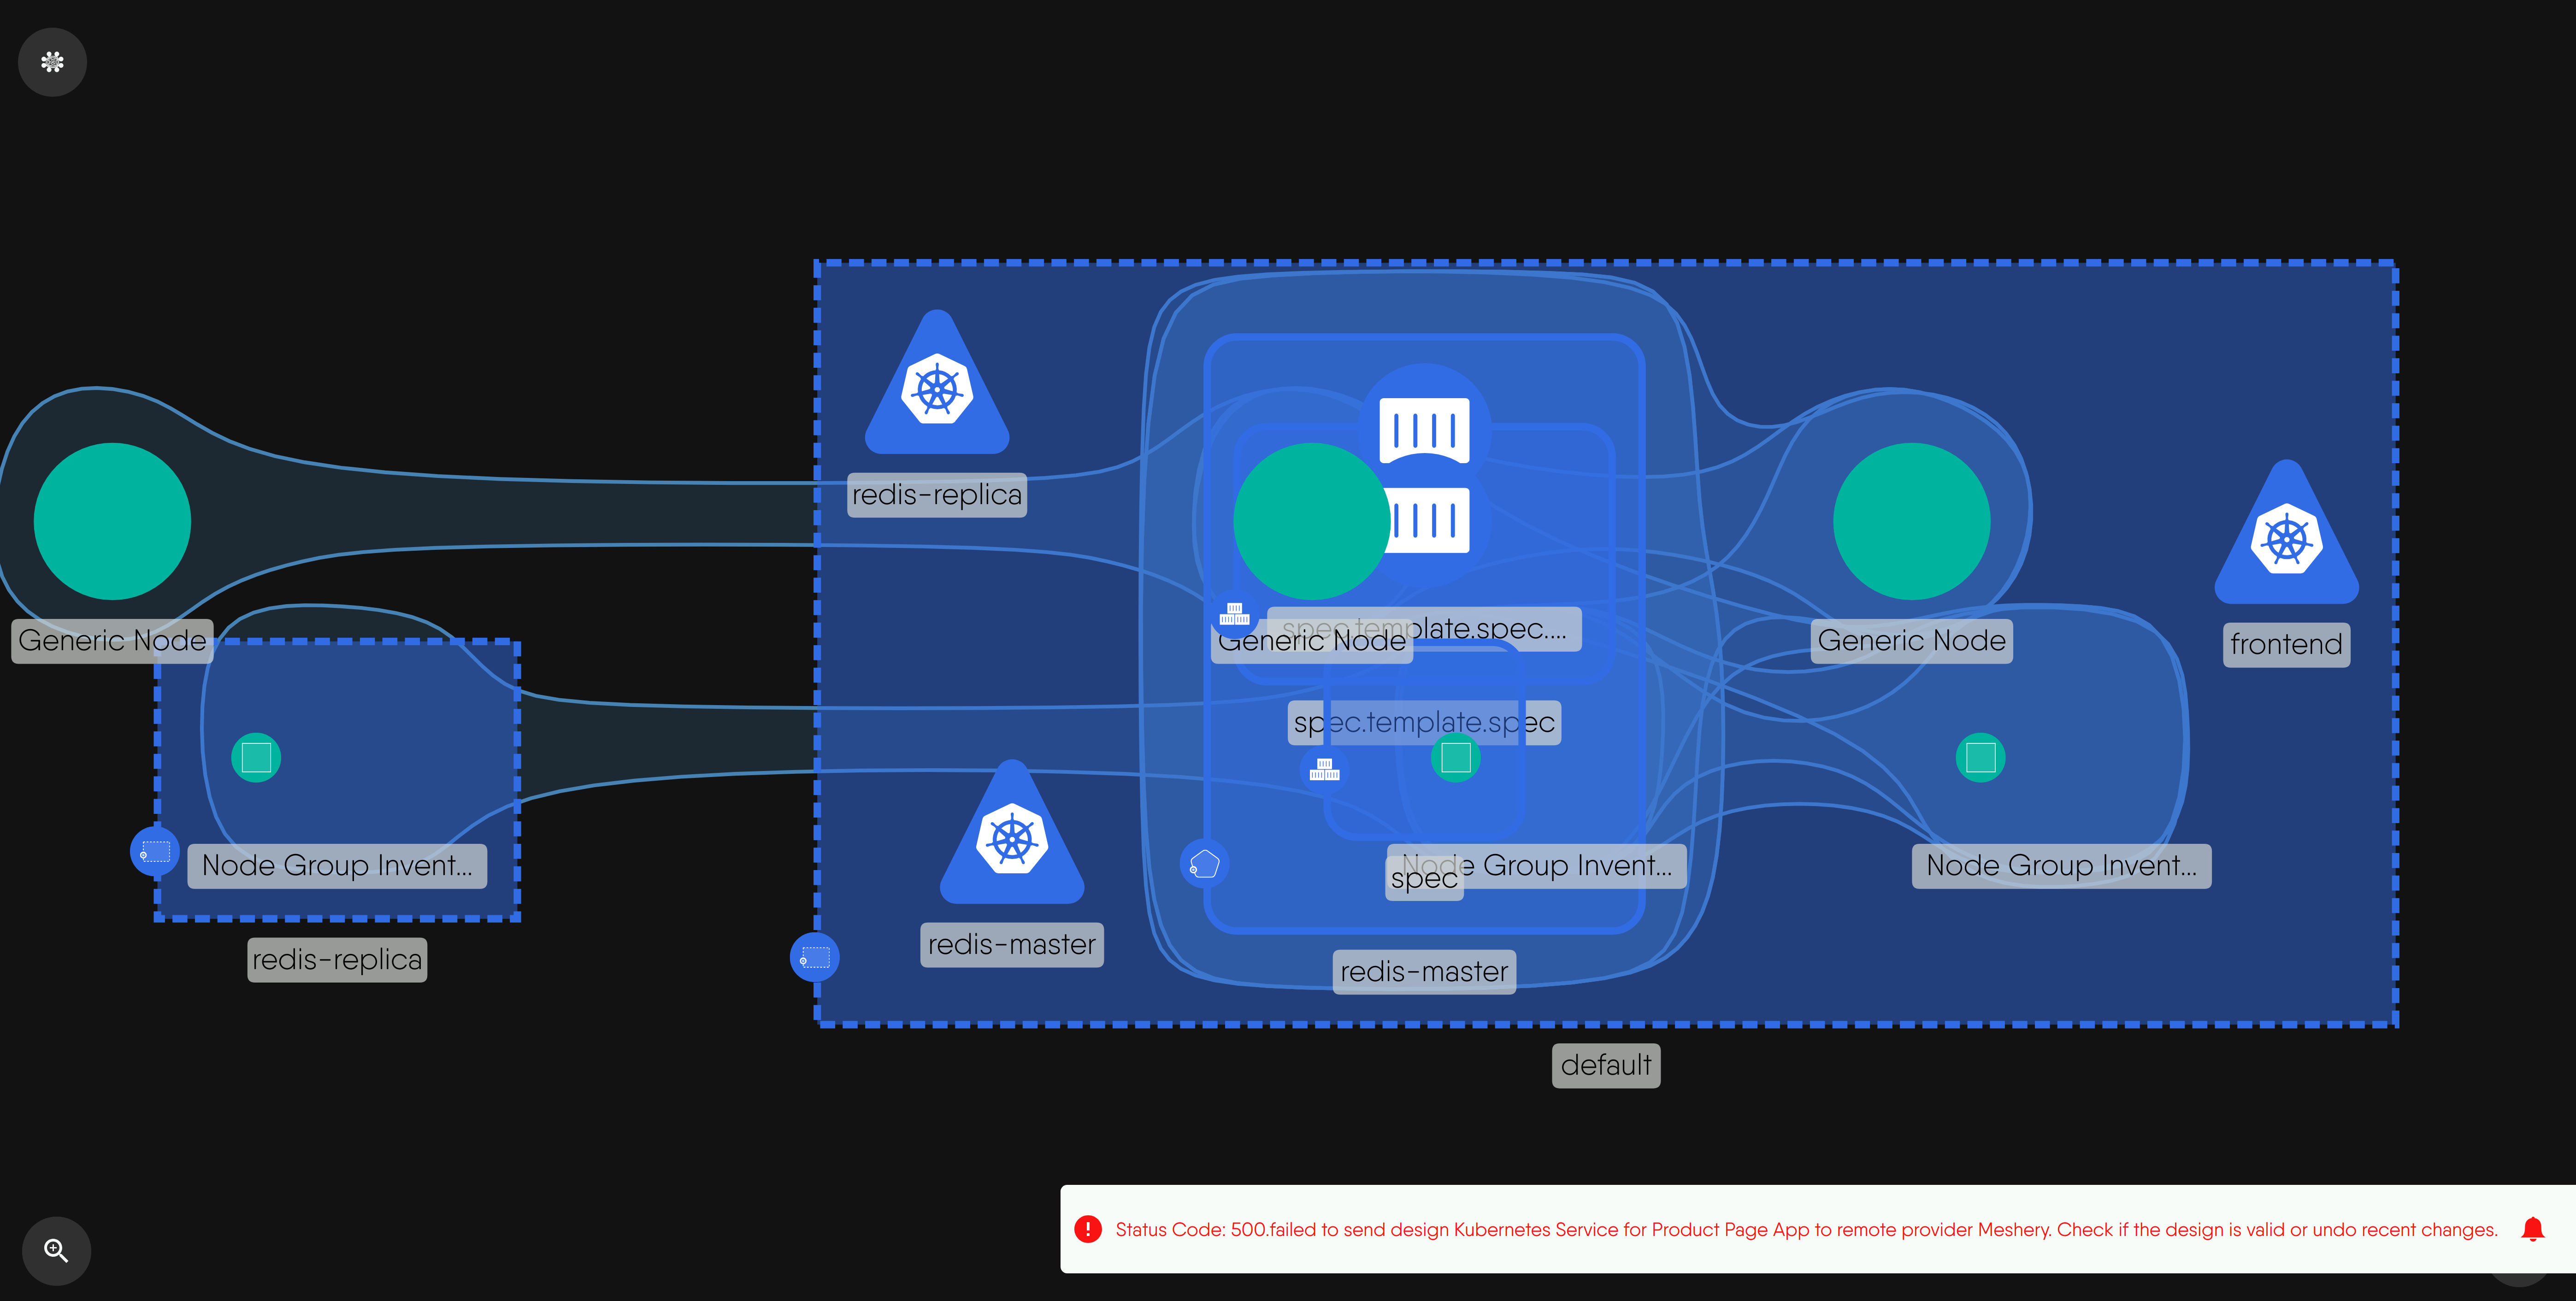 redis-replica
Generic Node
spec.template.spec....
Generic Node
Generic Node
frontend
spec.template.spec
Node Group Invent...
Node Group Invent...
Node Group Invent...
spec
redis-replica
redis-master
redis-master
default
Status Code: 500.failed to send design Kubernetes Service for Product Page App to remote provider Meshery. Check if the design is valid or undo recent changes.